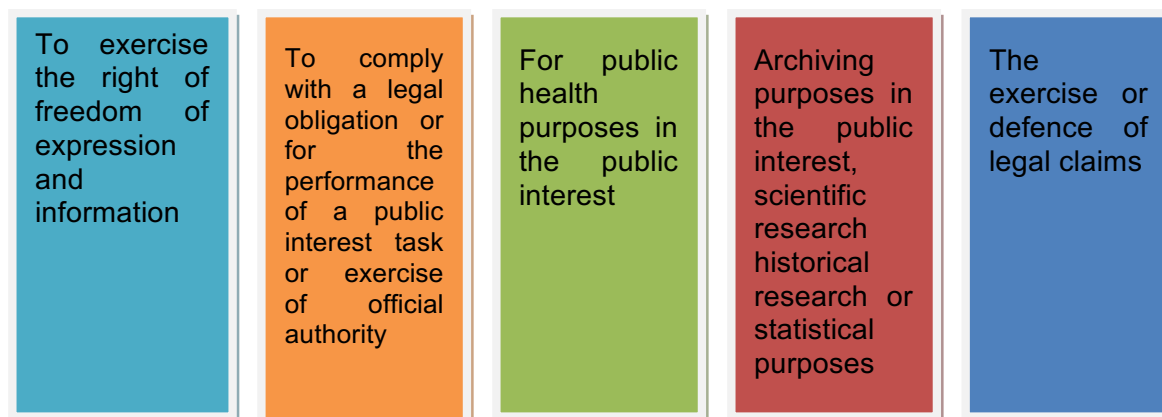 To exercise
the right of
freedom of
expression
and
information
To comply
with a legal
obligation or
for the
performance
of a public
interest task
or exercise
of official
authority
For public
health
purposes in
the public
interest
Archiving
purposes in
the public
interest,
scientific
research
historical
research or
statistical
purposes
The
exercise or
defence of
legal claims